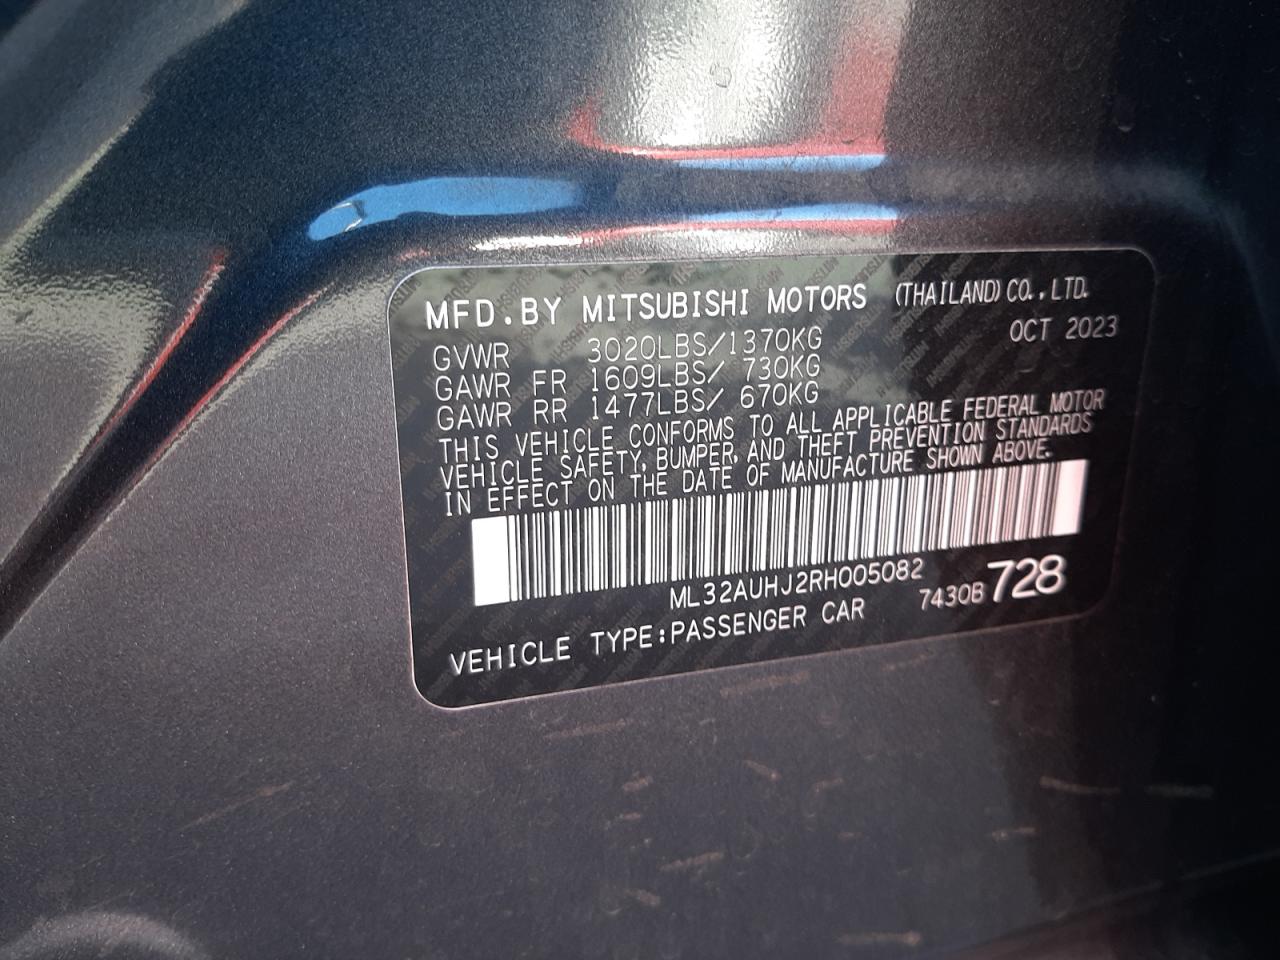 MFD.BY MITSUBISHI MOTORS (THAILAND)CO.,LTD.
OCT 2023
GVWR 3020LBS/1370KG
GAWR FR 1609LBS/ 730KG
GAWR RR 1477LBS/ 670KG
THIS VEHICLE CONFORMS TO ALL APPLICABLE FEDERAL MOTOR
VEHICLE SAFETY, BUMPER, AND THEFT PREVENTION STANDARDS
IN EFFECT ON THE DATE OF MANUFACTURE SHOWN ABOVE.
ML32AUHJ2RH005082
VEHICLE TYPE:PASSENGER CAR 7430B 728